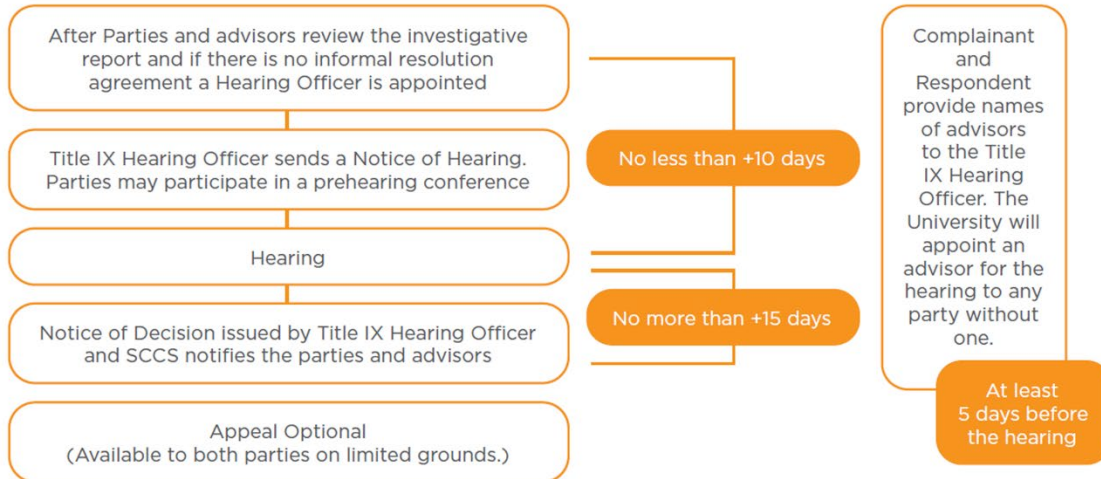 After Parties and advisors review the investigative
report and if there is no informal resolution
agreement a Hearing Officer is appointed
Title IX Hearing Officer sends a Notice of Hearing.
Parties may participate in a prehearing conference
Hearing
Notice of Decision issued by Title IX Hearing Officer
and SCCS notifies the parties and advisors
Appeal Optional
(Available to both parties on limited grounds.)
No less than +10 days
No more than +15 days
Complainant
and
Respondent
provide names
of advisors
to the Title
IX Hearing
Officer. The
University will
appoint an
advisor for the
hearing to any
party without
one.
At least
5 days before
the hearing